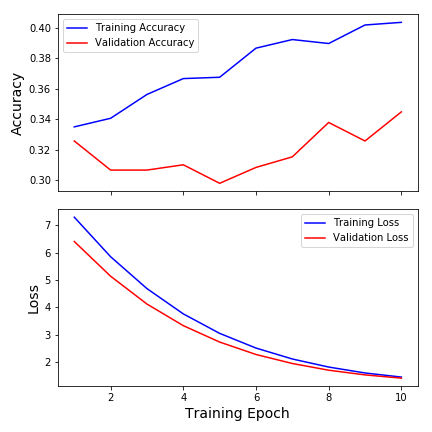 Training Accuracy
Validation Accuracy
Accuracy
0.40
0.38
0.36
0.34
0.32
0.30
Training Loss
Validation Loss
Loss
7
6
5
4
3
2
2 4 6 8 10
Training Epoch